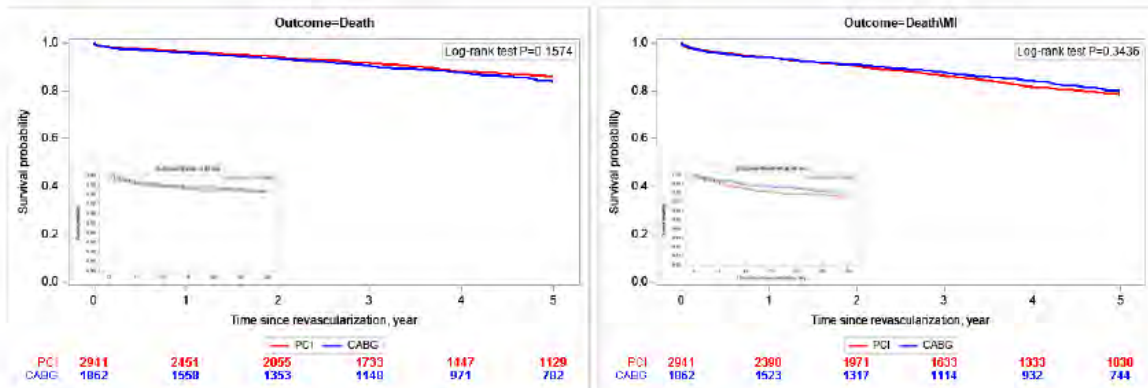 Outcome=Death
Log-rank test P=0.1574
Survival probability
1.0
0.8
0.6
0.4
0.2
0.0
0 1 2 3 4 5
Time since revascularization, year
PCI CABG
PCI 2941 2451 2055 1733 1447 1129
CABG 1862 1558 1353 1148 971 782
Outcome=Death\MI
Log-rank test P=0.3436
Survival probability
1.0
0.8
0.6
0.4
0.2
0.0
0 1 2 3 4 5
Time since revascularization, year
PCI CABG
PCI 2941 2390 1971 1633 1333 1030
CABG 1862 1523 1317 1114 932 744